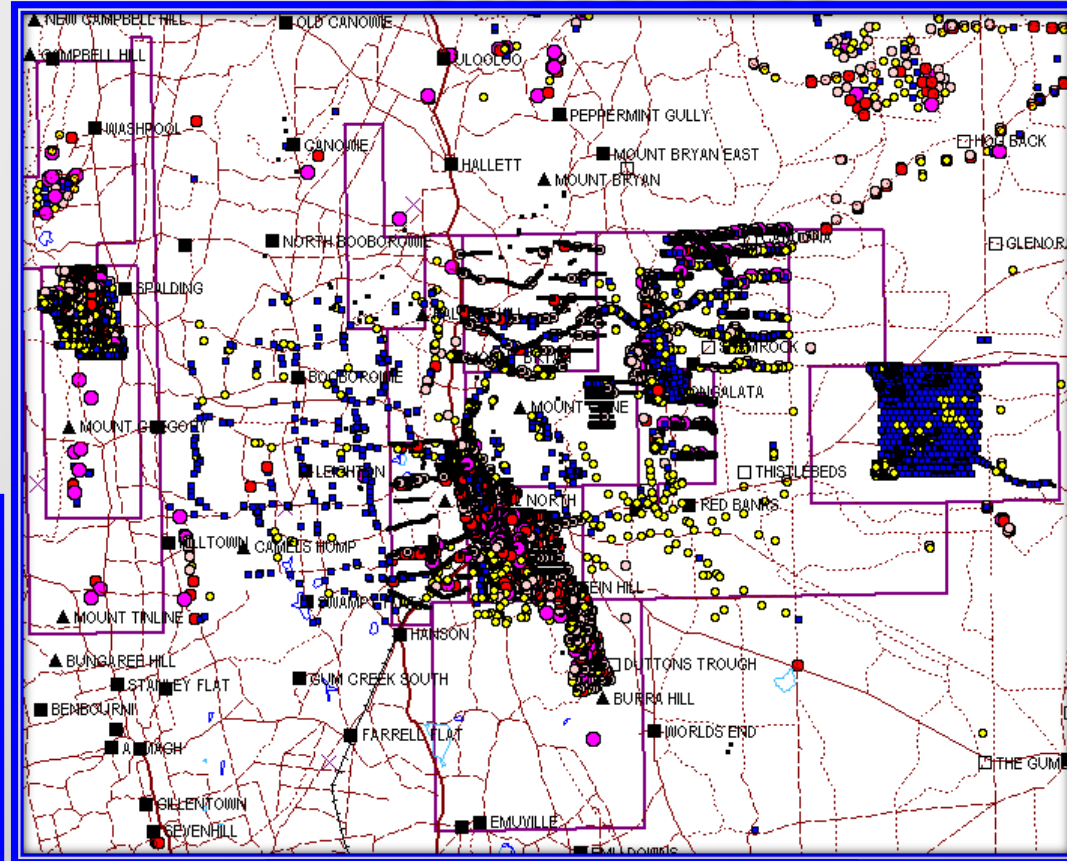 NEW CAMPBELL HILL
OLD CANOWIE
CAMPBELL HILL
ULOOLOO
PEPPERMINT GULLY
WASHPOOL
CANOWIE
HOG BACK
MOUNT BRYAN EAST
HALLETT
MOUNT BRYAN
NORTH BOOBOROWIE
GLENORA
SPALDING
BOOBOROWIE
MOUNT
MOUNT GREGORY
LEIGHTON
THISTLEBEDS
NORTH
RED BANKS
HILLTOWN
CAMELS HUMP
MOUNT TINLINE
HANSON
BUNGAREE HILL
DUTTONS TROUGH
GUM CREEK SOUTH
STANLEY FLAT
BURRA HILL
BENBOURNI
WORLDS END
FARRELL FLAT
THE GUM
GILLENTOWN
EMUVILLE
SEVENHILL